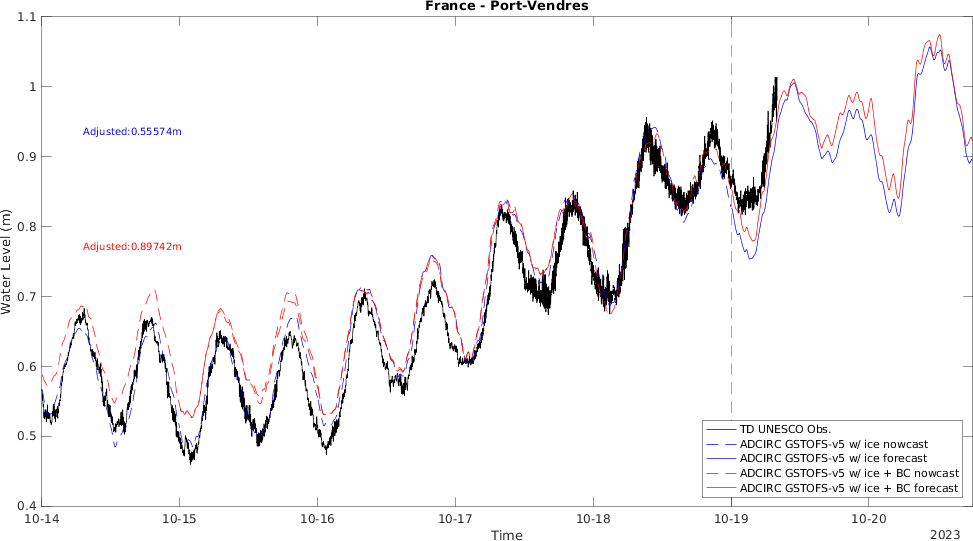 France - Port-Vendres
1.1
1
0.9
0.8
0.7
0.6
0.5
0.4
Water Level (m)
Adjusted:0.55574m
Adjusted:0.89742m
TD UNESCO Obs.
ADCIRC GSTOFS-v5 w/ ice nowcast
ADCIRC GSTOFS-v5 w/ ice forecast
ADCIRC GSTOFS-v5 w/ ice + BC nowcast
ADCIRC GSTOFS-v5 w/ ice + BC forecast
10-14 10-15 10-16 10-17 10-18 10-19 10-20
Time
2023